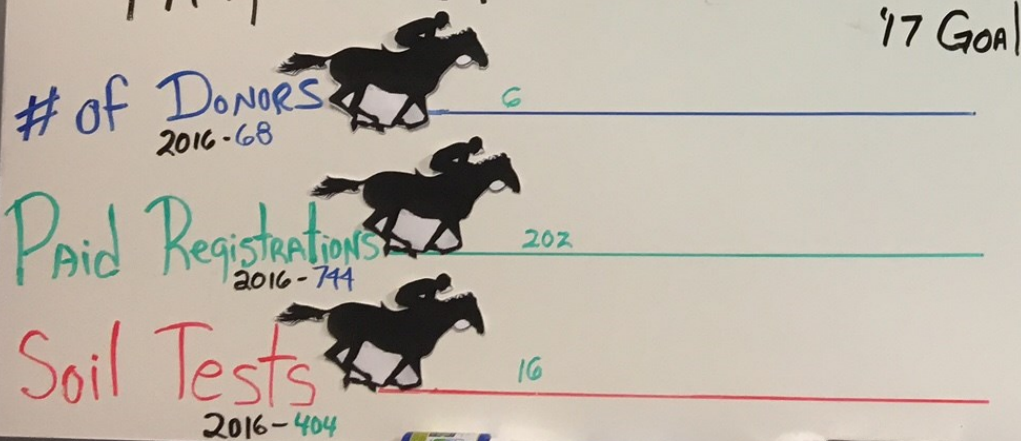 '17 GOAL
# of DONORS 6
2016-68
PAid RegistRATiONS 202
2016-744
Soil Tests 16
2016-404